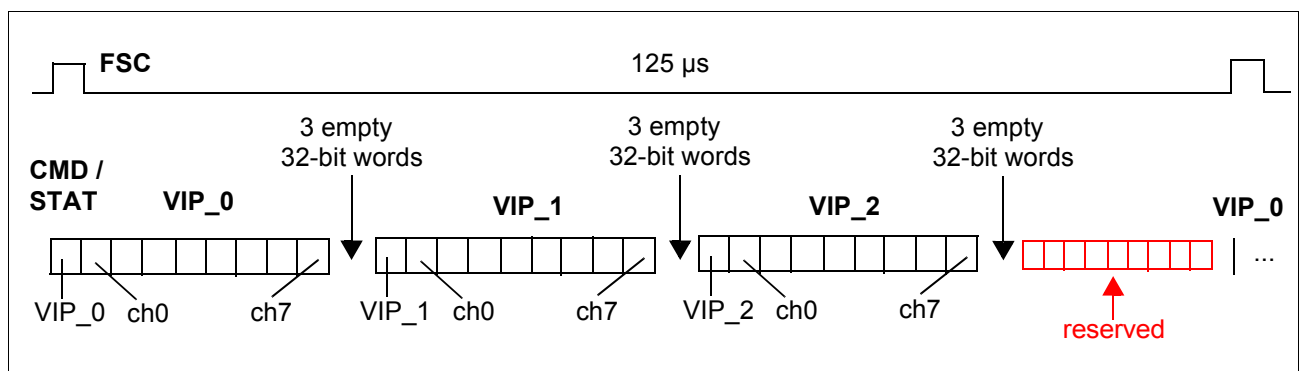 FSC
125 µs
3 empty
32-bit words
3 empty
32-bit words
3 empty
32-bit words
CMD /
STAT
VIP_0
VIP_1
VIP_2
VIP_0
...
VIP_0
ch0
ch7
VIP_1
ch0
ch7
VIP_2
ch0
ch7
reserved